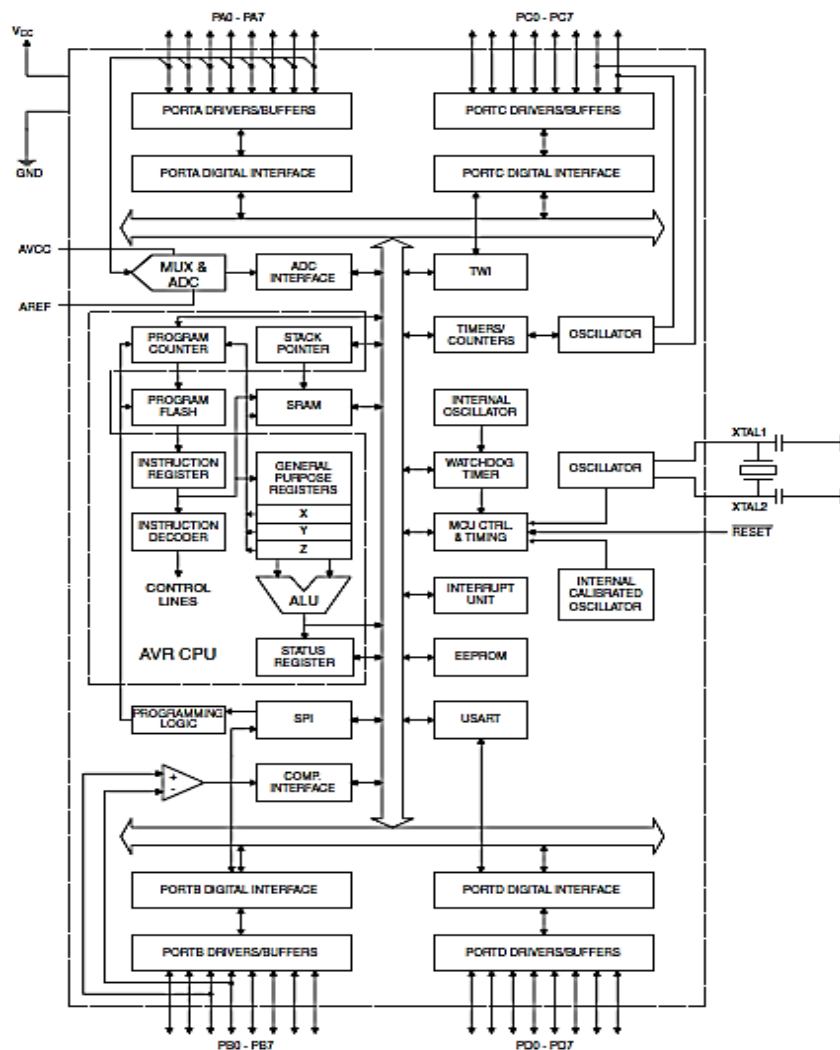 PA0 - PA7
PC0 - PC7
VCC
PORTA DRIVERS/BUFFERS
PORTC DRIVERS/BUFFERS
GND
PORTA DIGITAL INTERFACE
PORTC DIGITAL INTERFACE
AVCC
MUX &
ADC
ADC
INTERFACE
TWI
AREF
PROGRAM
COUNTER
STACK
POINTER
TIMERS/
COUNTERS
OSCILLATOR
PROGRAM
FLASH
SRAM
INTERNAL
OSCILLATOR
XTAL1
INSTRUCTION
REGISTER
GENERAL
PURPOSE
REGISTERS
WATCHDOG
TIMER
OSCILLATOR
XTAL2
X
INSTRUCTION
DECODER
Y
MCU CTRL.
& TIMING
RESET
Z
CONTROL
LINES
ALU
INTERRUPT
UNIT
INTERNAL
CALIBRATED
OSCILLATOR
AVR CPU
STATUS
REGISTER
EEPROM
PROGRAMMING
LOGIC
SPI
USART
+
-
COMP.
INTERFACE
PORTB DIGITAL INTERFACE
PORTD DIGITAL INTERFACE
PORTB DRIVERS/BUFFERS
PORTD DRIVERS/BUFFERS
PB0 - PB7
PD0 - PD7